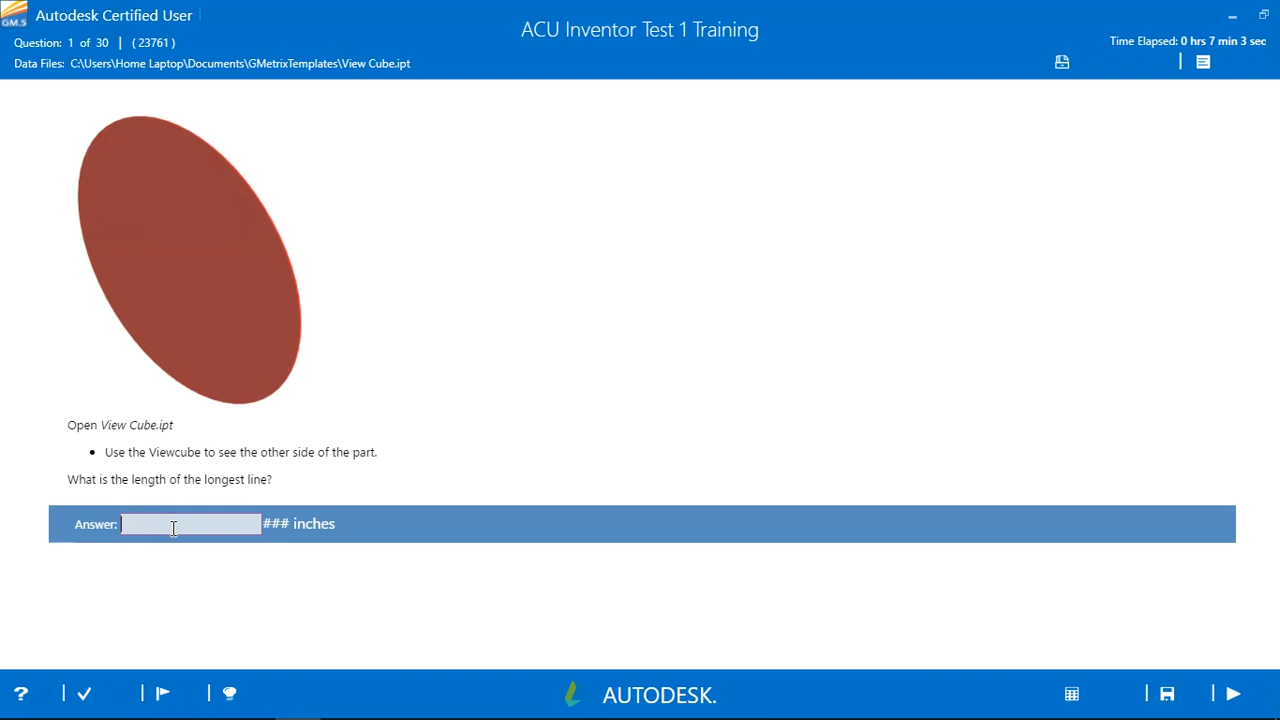 GM.5
Autodesk Certified User
Question: 1 of 30 | ( 23761 )
Data Files: C:\Users\Home Laptop\Documents\GMetrixTemplates\View Cube.ipt
ACU Inventor Test 1 Training
Time Elapsed: 0 hrs 7 min 3 sec
Open View Cube.ipt
• Use the Viewcube to see the other side of the part.
What is the length of the longest line?
Answer: ### inches
?
AUTODESK.